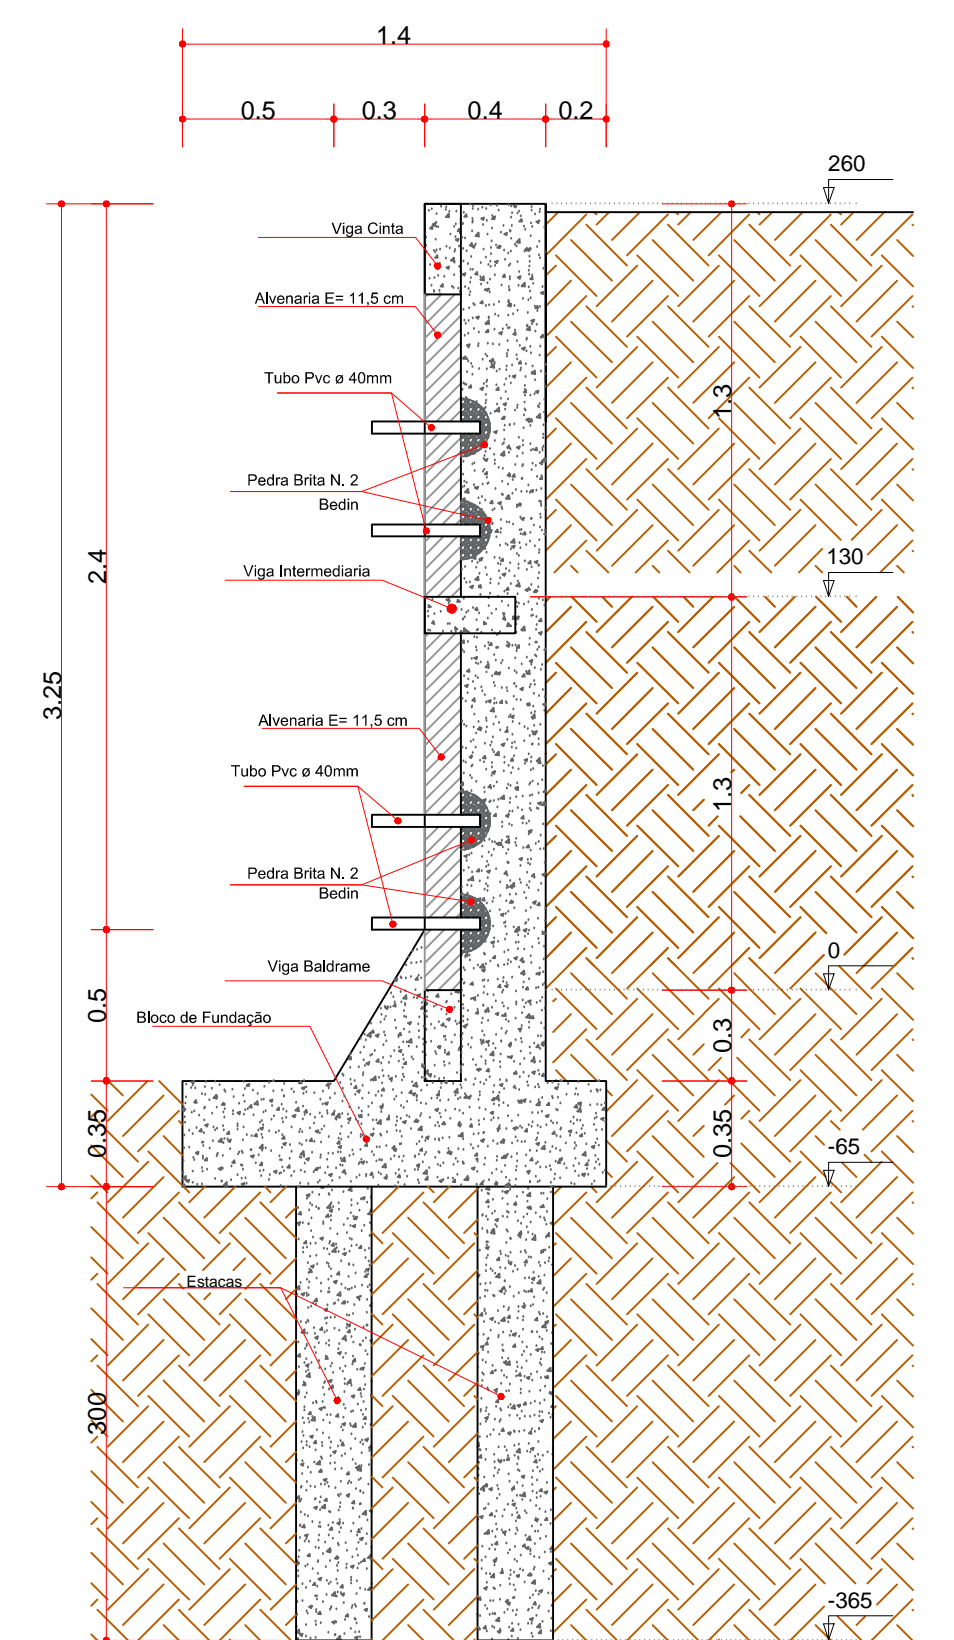 1.4
0.5
0.3
0.4
0.2
260
Viga Cinta
Alvenaria E= 11,5 cm
Tubo Pvc ø 40mm
1.3
Pedra Brita N. 2
Bedin
2.4
130
Viga Intermediaria
3.25
Alvenaria E= 11,5 cm
Tubo Pvc ø 40mm
1.3
Pedra Brita N. 2
Bedin
0
Viga Baldrame
0.5
Bloco de Fundação
0.3
0.35
0.35
-65
Estacas
300
-365